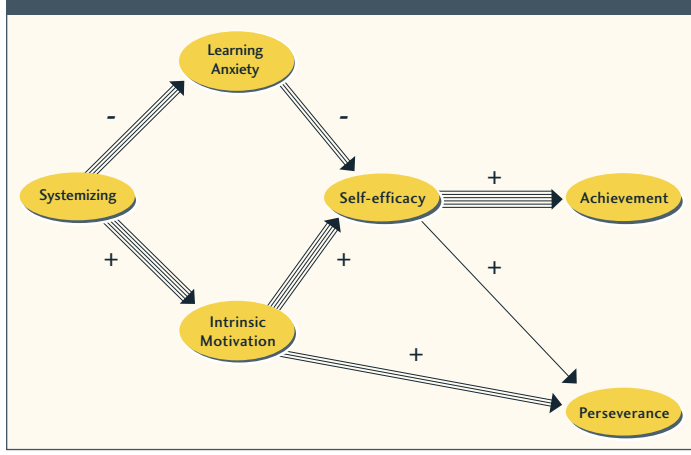 Learning
Anxiety
-
-
Systemizing
Self-efficacy
+
Achievement
+
+
+
Intrinsic
Motivation
+
Perseverance